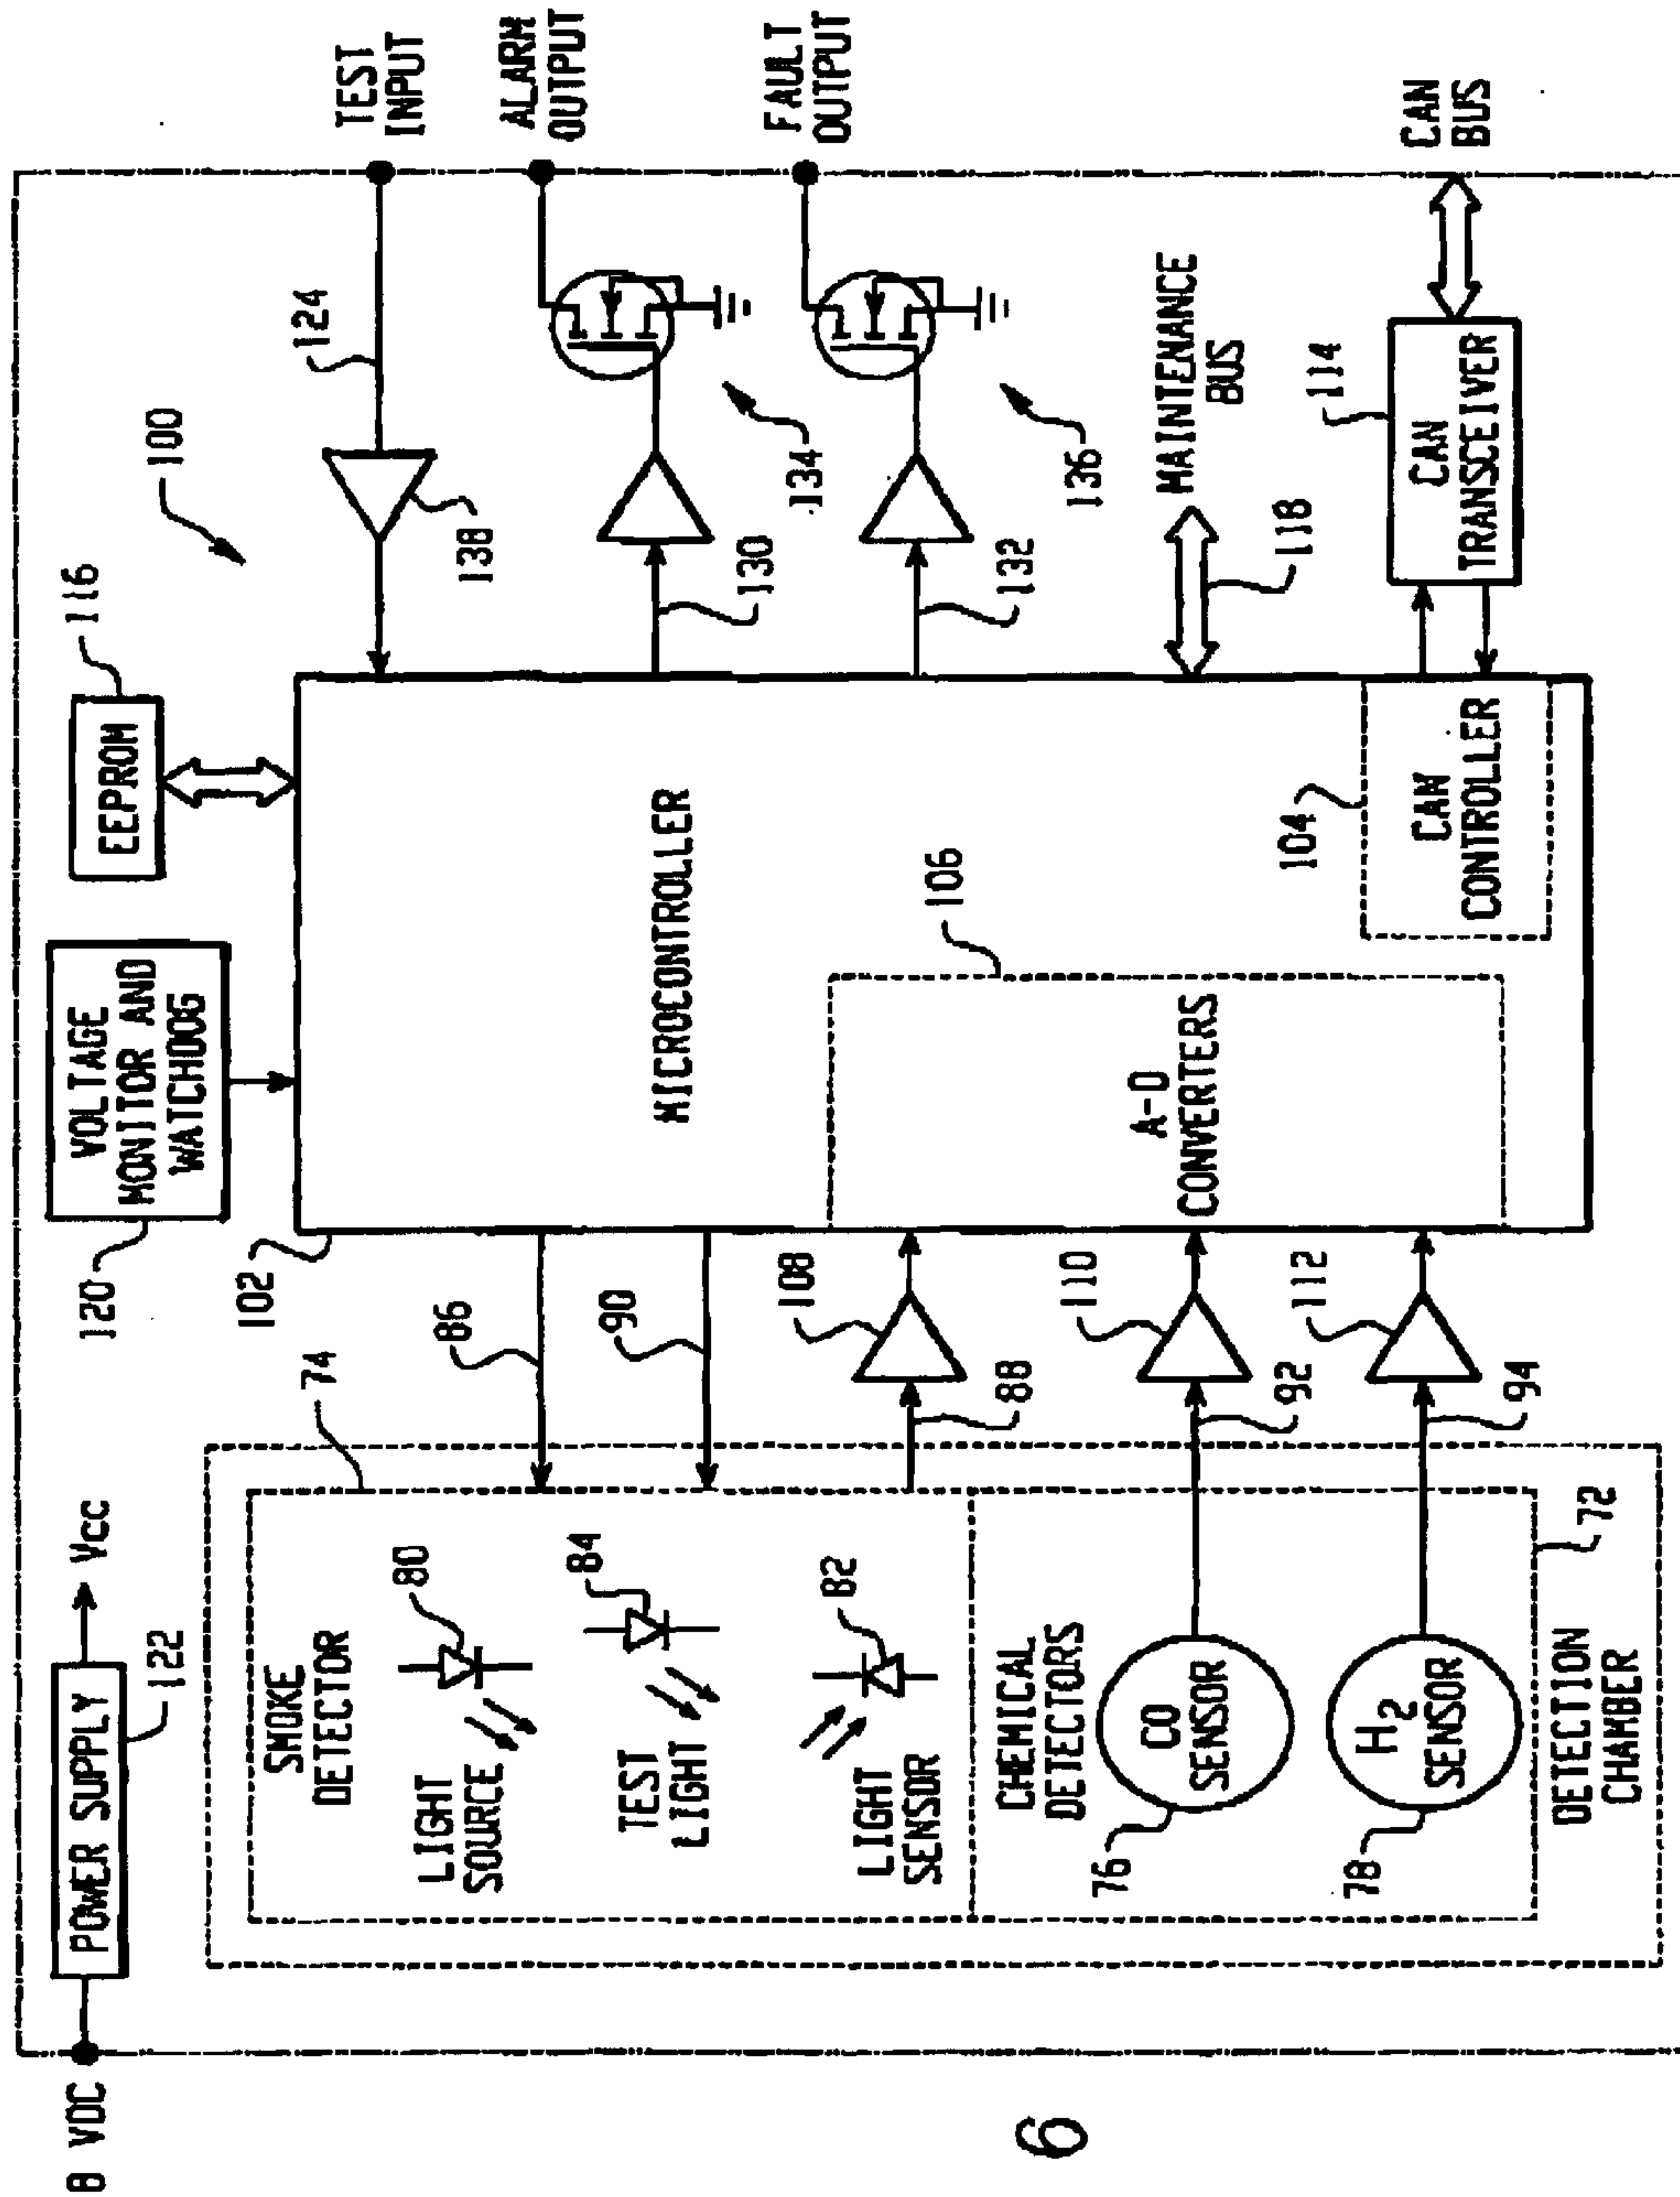 8 VDC
POWER SUPPLY
Vcc
122
VOLTAGE
MONITOR AND
WATCHDOG
120
EEPROM
116
100
TEST
INPUT
124
138
ALARM
OUTPUT
130
134
FAULT
OUTPUT
132
136
MAINTENANCE
BUS
118
CAN
BUS
114
CAN
TRANSCEIVER
102
MICROCONTROLLER
106
A-D
CONVERTERS
104
CAN
CONTROLLER
86
90
108
88
110
92
112
94
74
SMOKE
DETECTOR
80
LIGHT
SOURCE
84
TEST
LIGHT
82
LIGHT
SENSOR
CHEMICAL
DETECTORS
CO
SENSOR
76
H2
SENSOR
78
72
DETECTION
CHAMBER
6